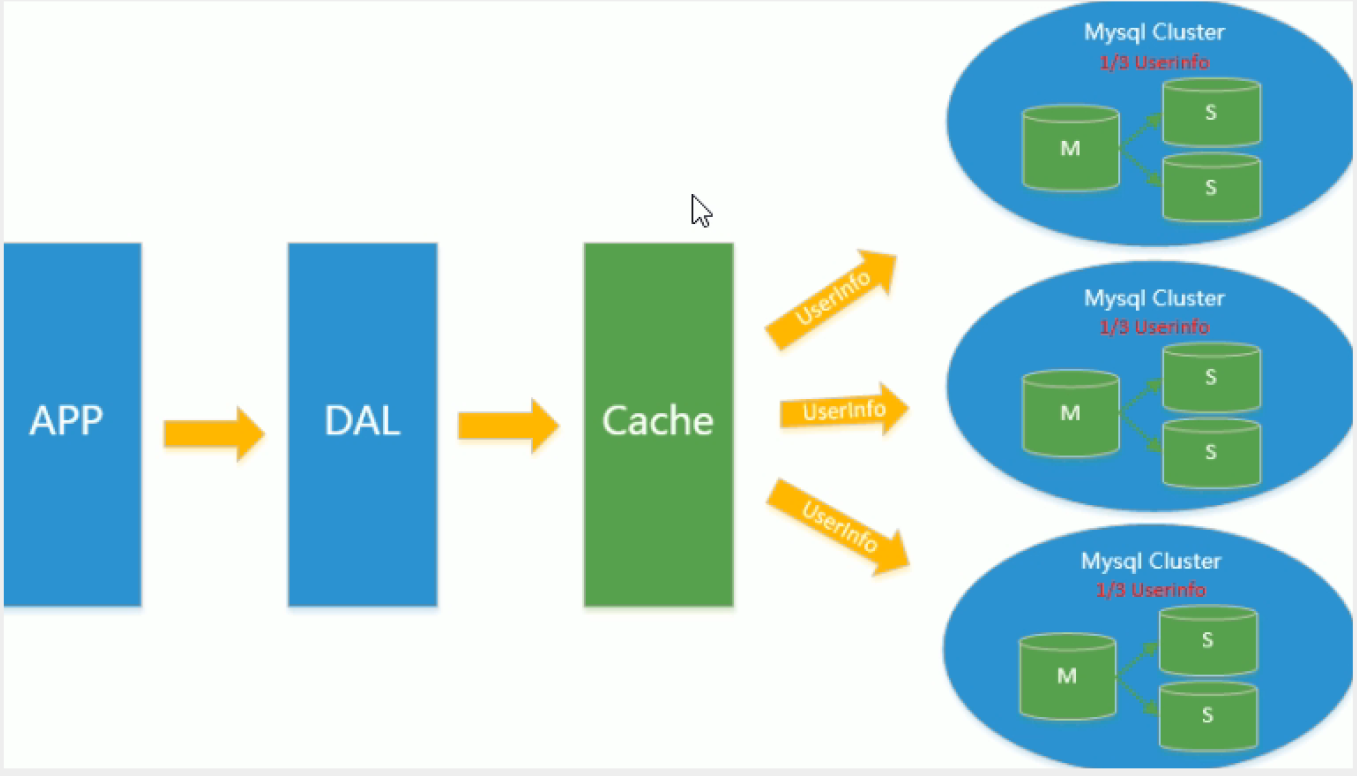 APP
DAL
Cache
UserInfo
UserInfo
UserInfo
Mysql Cluster
1/3 Userinfo
M
S
S
Mysql Cluster
1/3 Userinfo
M
S
S
Mysql Cluster
1/3 Userinfo
M
S
S